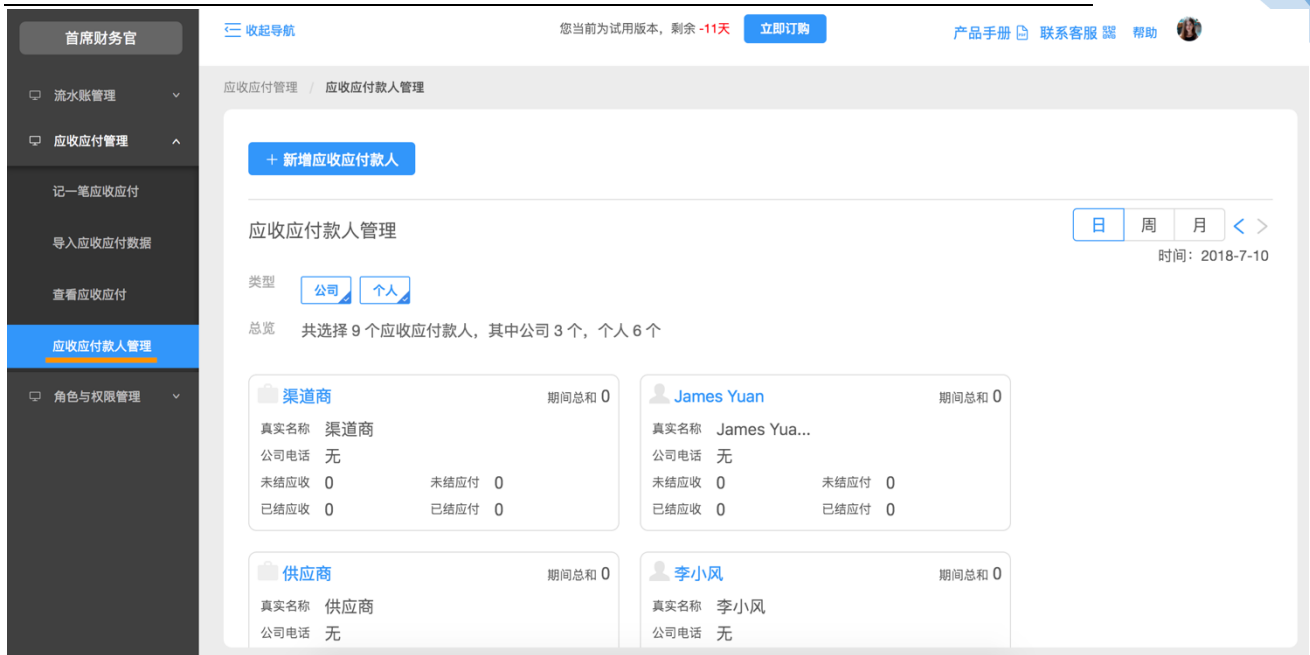 首席财务官
收起导航
您当前为试用版本，剩余 -11天
立即订购
产品手册
联系客服
帮助
流水账管理
应收应付管理
记一笔应收应付
导入应收应付数据
查看应收应付
应收应付款人管理
角色与权限管理
应收应付管理 / 应收应付款人管理
+ 新增应收应付款人
应收应付款人管理
日 周 月 < >
时间：2018-7-10
类型 公司 个人
总览 共选择 9 个应收应付款人，其中公司 3 个，个人 6 个
渠道商 期间总和 0
真实名称 渠道商
公司电话 无
未结应收 0 未结应付 0
已结应收 0 已结应付 0
James Yuan 期间总和 0
真实名称 James Yua...
公司电话 无
未结应收 0 未结应付 0
已结应收 0 已结应付 0
供应商 期间总和 0
真实名称 供应商
公司电话 无
李小风 期间总和 0
真实名称 李小风
公司电话 无